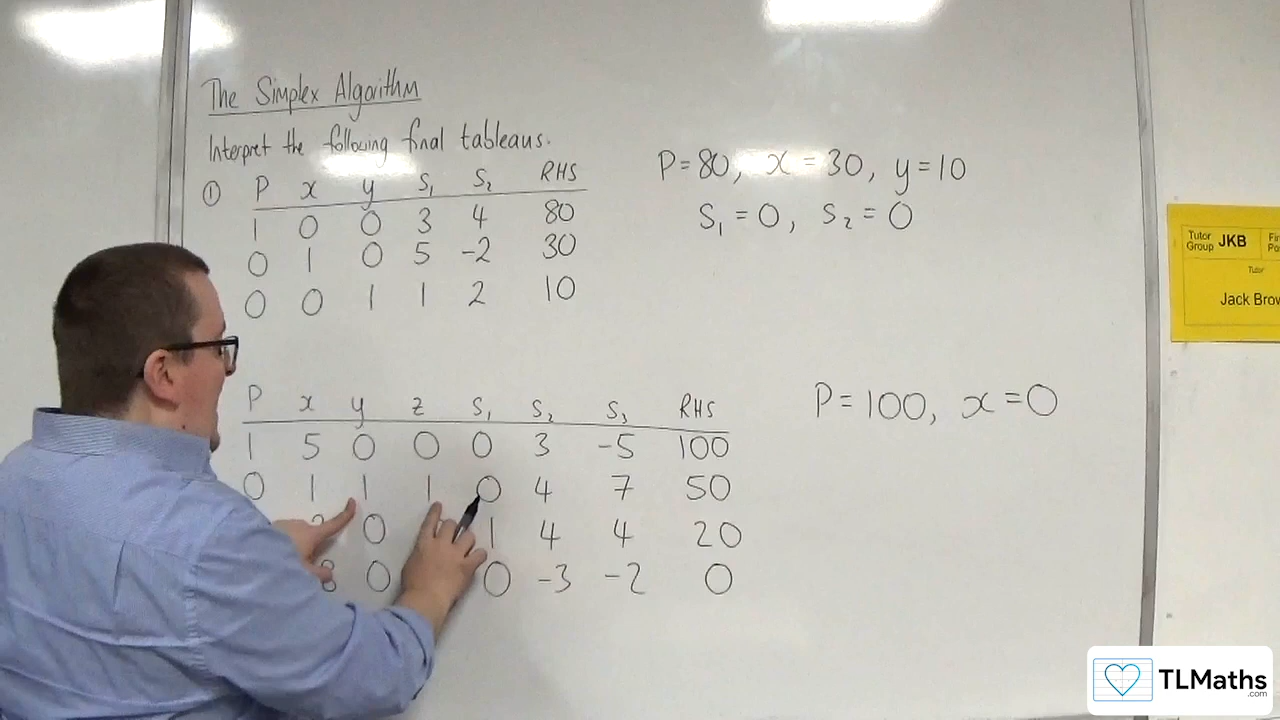 The Simplex Algorithm
Interpret the following final tableaus.
① P x y S₁ S₂ RHS
1 0 0 3 4 80
0 1 0 5 -2 30
0 0 1 1 2 10
P = 80, x = 30, y = 10
S₁ = 0, S₂ = 0
P x y z S₁ S₂ S₃ RHS
1 5 0 0 0 3 -5 100
0 1 1 1 0 4 7 50
0 1 4 4 20
8 0 0 -3 -2 0
P = 100, x = 0
Tutor Group JKB
Tutor
Jack
TLMaths
.com